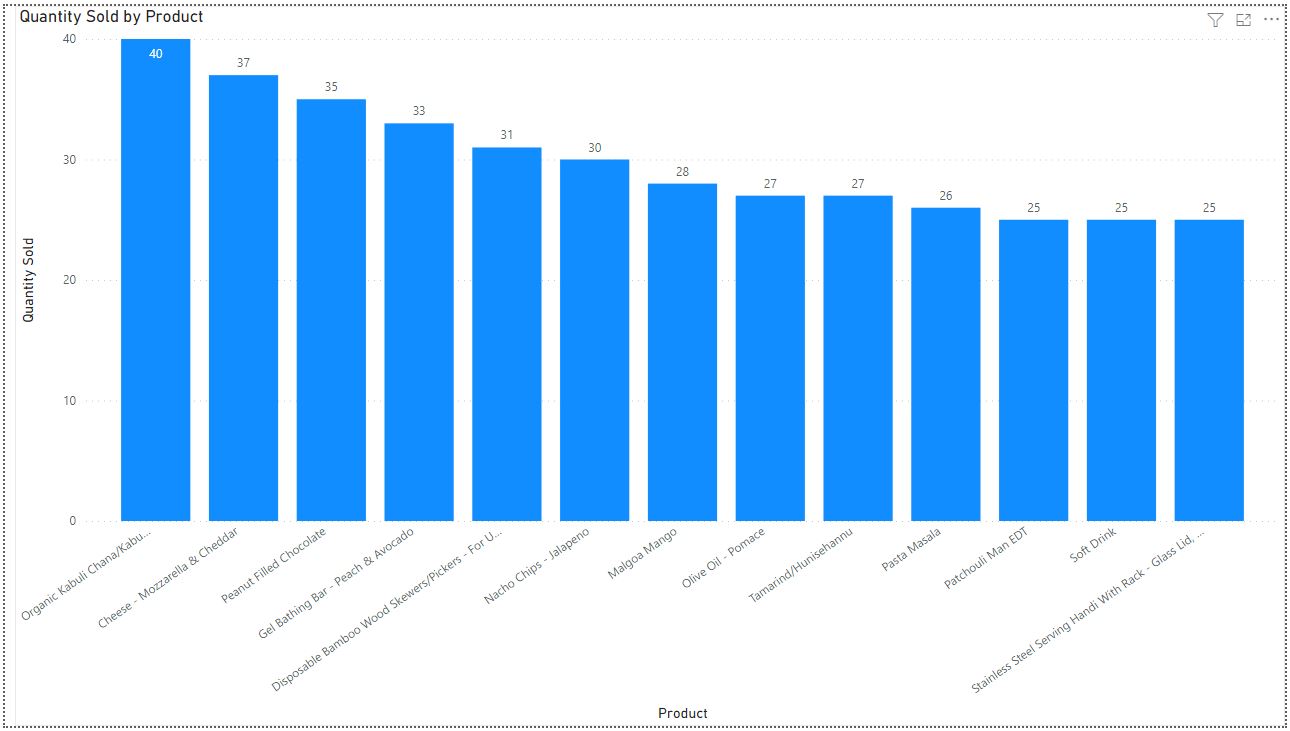 Quantity Sold by Product
Quantity Sold
40
30
20
10
0
40
37
35
33
31
30
28
27
27
26
25
25
25
Organic Kabuli Chana/Kabu...
Cheese - Mozzarella & Cheddar
Peanut Filled Chocolate
Gel Bathing Bar - Peach & Avocado
Disposable Bamboo Wood Skewers/Pickers - For U...
Nacho Chips - Jalapeno
Malgoa Mango
Olive Oil - Pomace
Tamarind/Hunisehannu
Pasta Masala
Patchouli Man EDT
Soft Drink
Stainless Steel Serving Handi With Rack - Glass Lid, ...
Product